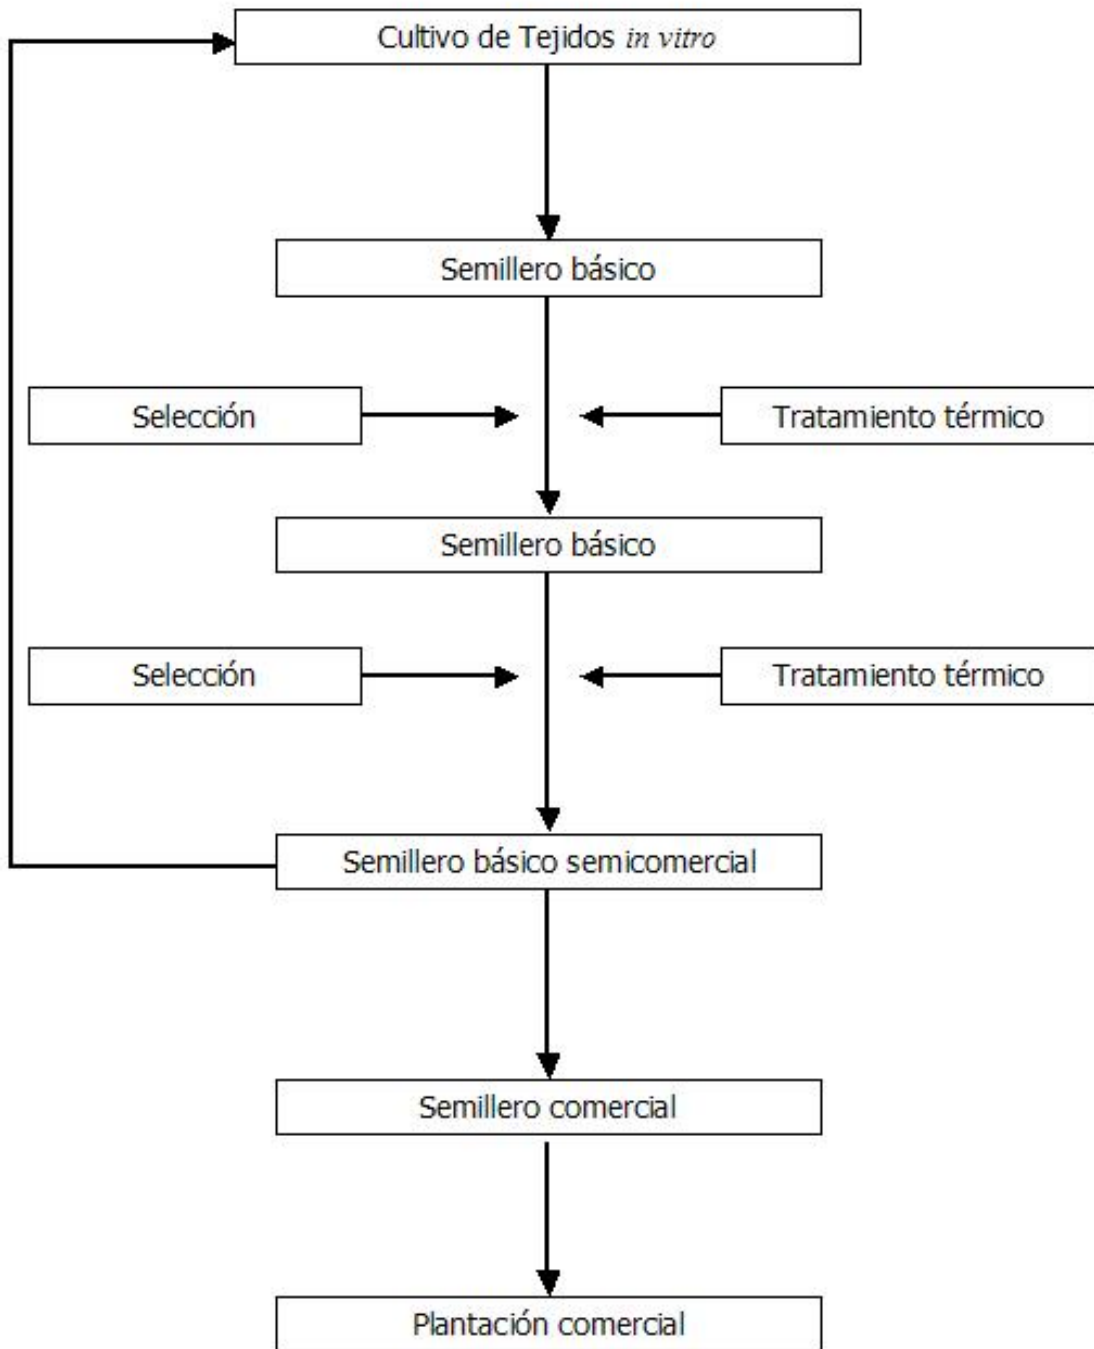 Cultivo de Tejidos in vitro
Semillero básico
Selección
Tratamiento térmico
Semillero básico
Selección
Tratamiento térmico
Semillero básico semicomercial
Semillero comercial
Plantación comercial